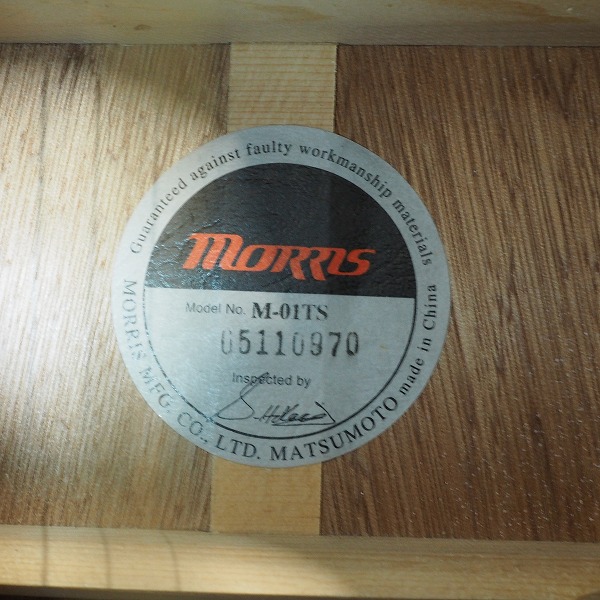 Guaranteed against faulty workmanship materials
MORRIS
Model No. M-01TS
05110970
Inspected by
MORRIS MFG. CO., LTD. MATSUMOTO made in China